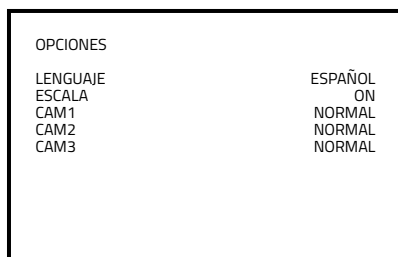 OPCIONES
LENGUAJE ESPAÑOL
ESCALA ON
CAM1 NORMAL
CAM2 NORMAL
CAM3 NORMAL